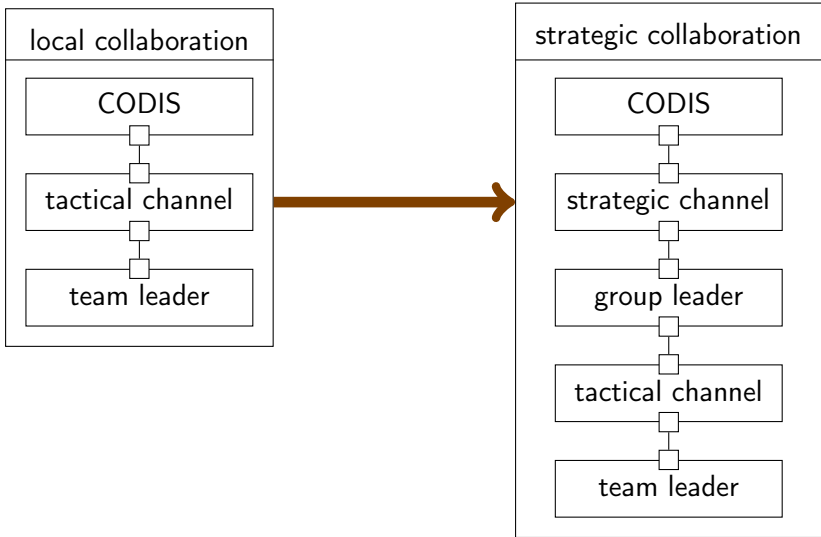 local collaboration
CODIS
tactical channel
team leader
strategic collaboration
CODIS
strategic channel
group leader
tactical channel
team leader